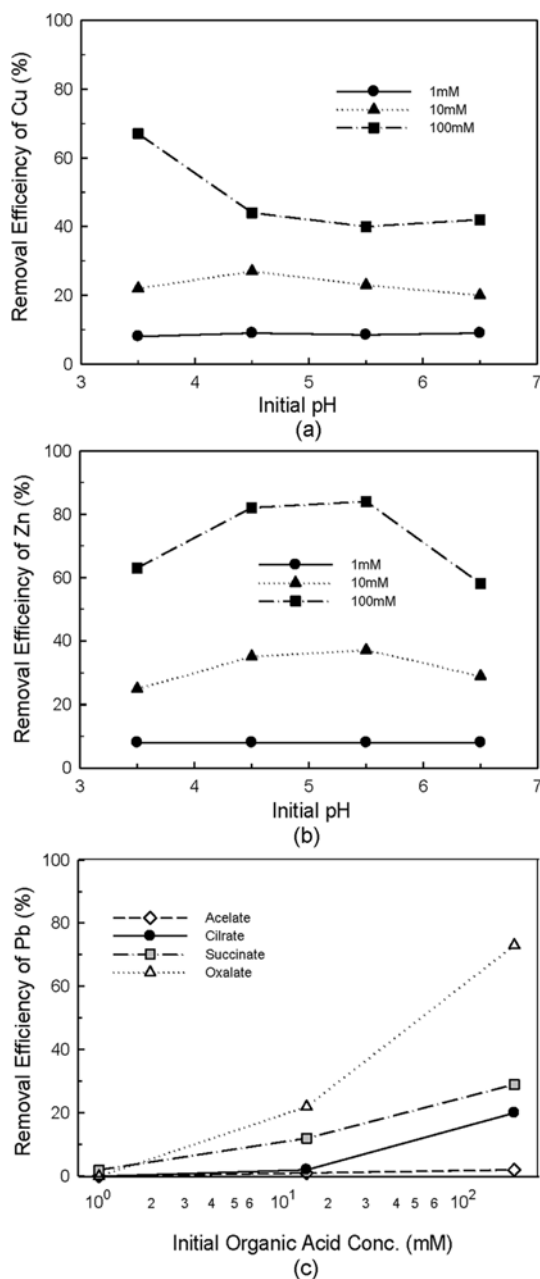 100
80
60
40
20
0
Removal Efficeincy of Cu (%)
1mM
10mM
100mM
3 4 5 6 7
Initial pH
(a)
100
80
60
40
20
0
Removal Efficeincy of Zn (%)
1mM
10mM
100mM
3 4 5 6 7
Initial pH
(b)
100
80
60
40
20
0
Removal Efficiency of Pb (%)
Acelate
Cilrate
Succinate
Oxalate
10⁰ 2 3 4 5 6 10¹ 2 3 4 5 6 10²
Initial Organic Acid Conc. (mM)
(c)